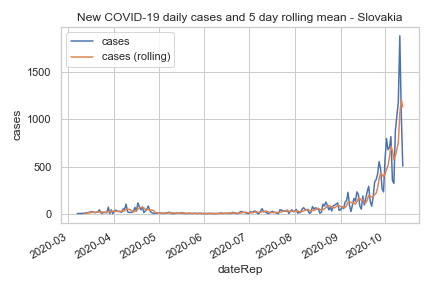 New COVID-19 daily cases and 5 day rolling mean - Slovakia
cases
cases (rolling)
1500
1000
500
0
cases
2020-03
2020-04
2020-05
2020-06
2020-07
2020-08
2020-09
2020-10
dateRep